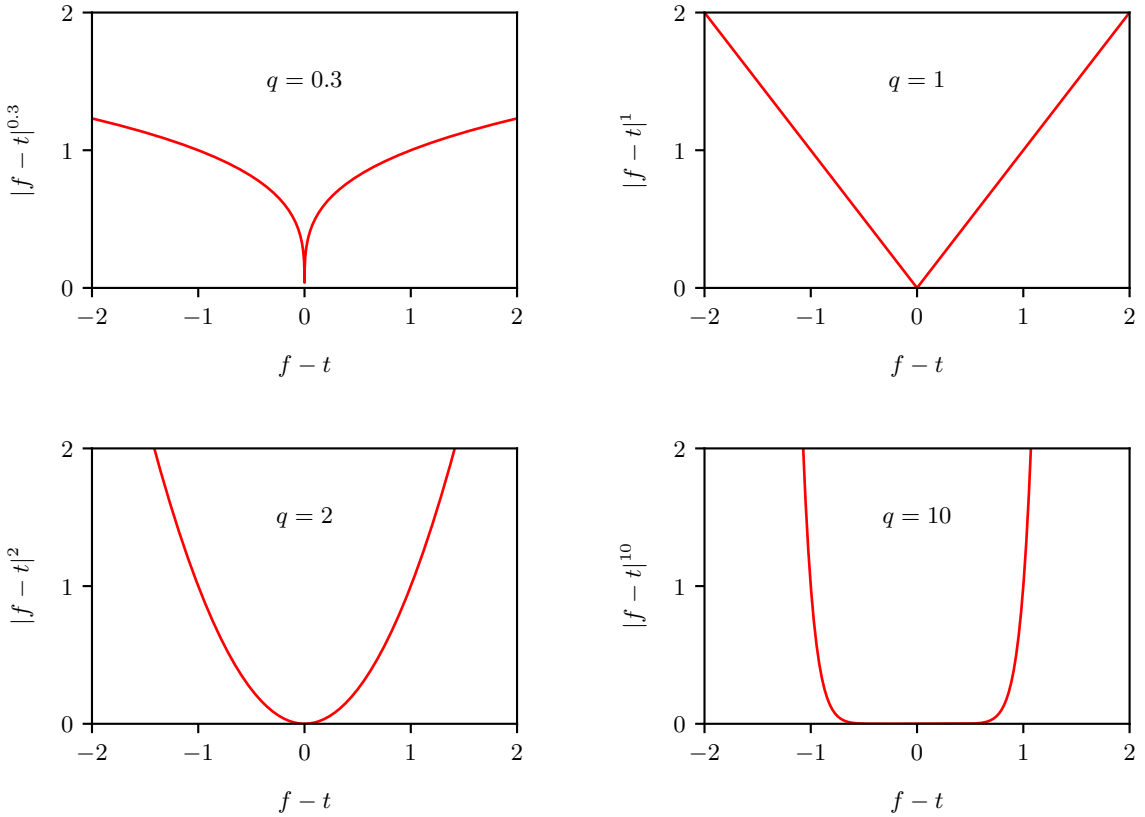 2
q = 0.3
|f − t|^0.3
1
0
−2 −1 0 1 2
f − t
2
q = 1
|f − t|^1
1
0
−2 −1 0 1 2
f − t
2
q = 2
|f − t|^2
1
0
−2 −1 0 1 2
f − t
2
q = 10
|f − t|^10
1
0
−2 −1 0 1 2
f − t